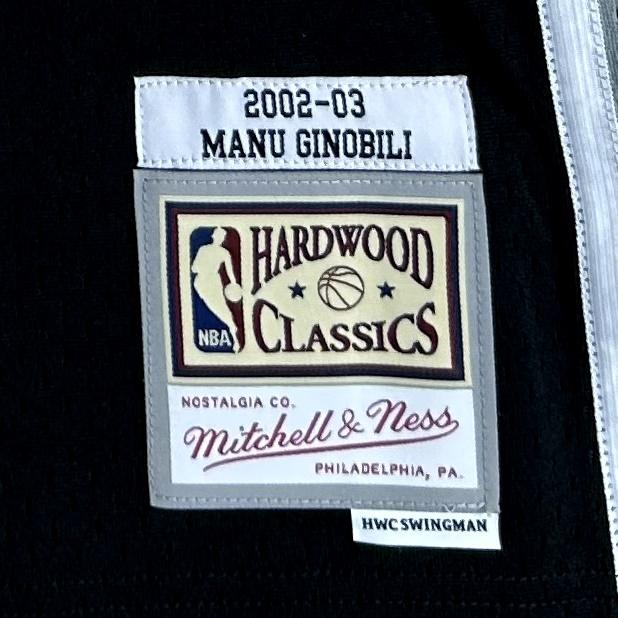 2002-03
MANU GINOBILI
HARDWOOD
CLASSICS
NBA
NOSTALGIA CO.
Mitchell & Ness
PHILADELPHIA, PA.
HWC SWINGMAN